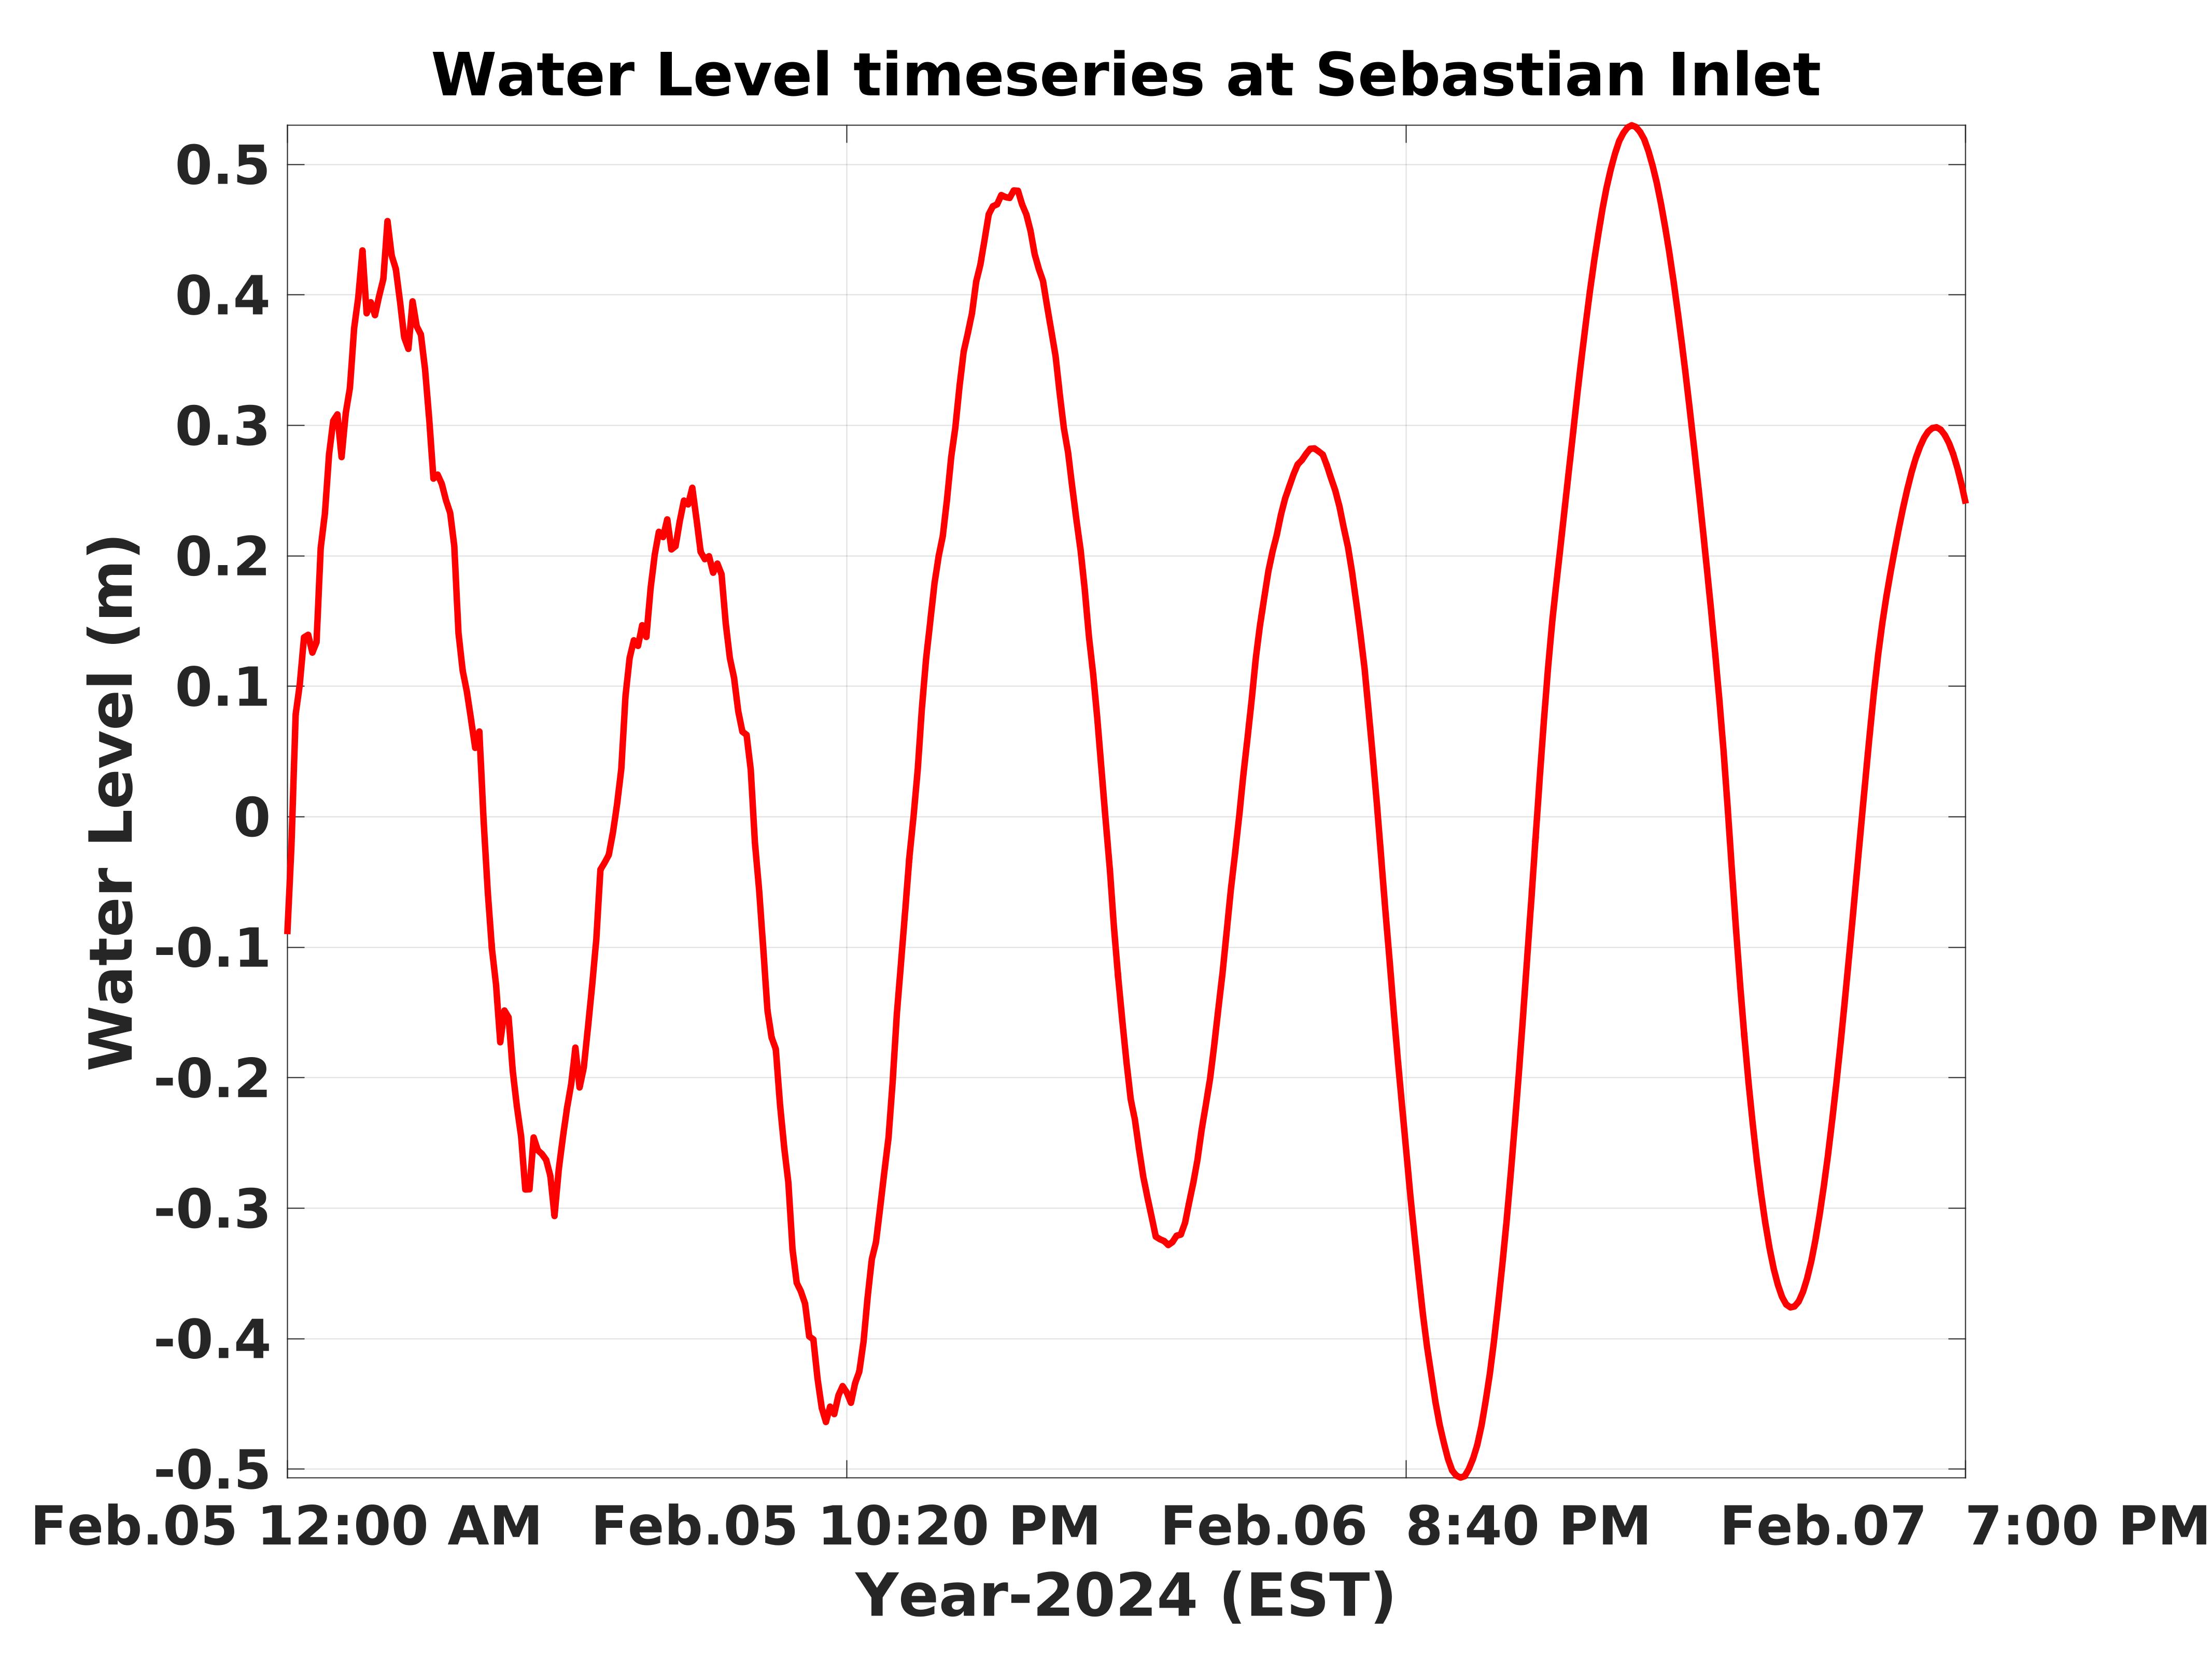 Water Level timeseries at Sebastian Inlet
Water Level (m)
0.5
0.4
0.3
0.2
0.1
0
-0.1
-0.2
-0.3
-0.4
-0.5
Feb.05 12:00 AM Feb.05 10:20 PM Feb.06 8:40 PM Feb.07 7:00 PM
Year-2024 (EST)